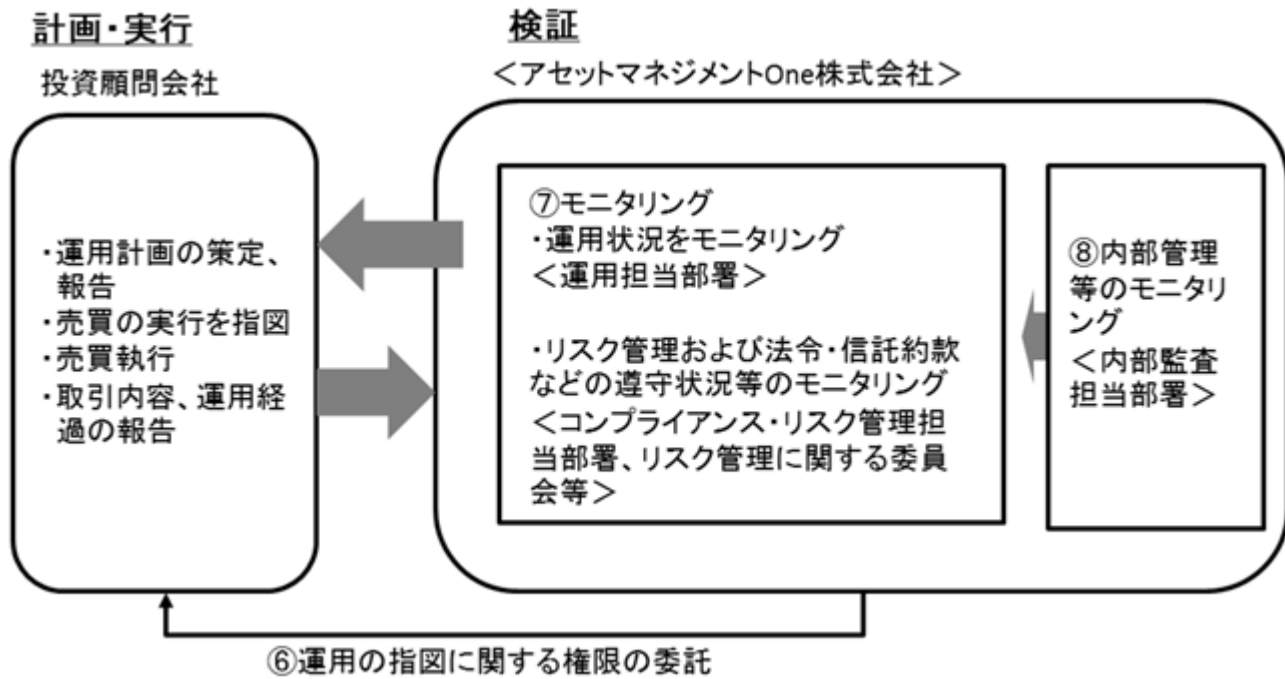 計画・実行
投資顧問会社
・運用計画の策定、
報告
・売買の実行を指図
・売買執行
・取引内容、運用経
過の報告
検証
＜アセットマネジメントOne株式会社＞
⑦モニタリング
・運用状況をモニタリング
＜運用担当部署＞
・リスク管理および法令・信託約款
などの遵守状況等のモニタリング
＜コンプライアンス・リスク管理担
当部署、リスク管理に関する委員
会等＞
⑧内部管理
等のモニタリ
ング
＜内部監査
担当部署＞
⑥運用の指図に関する権限の委託